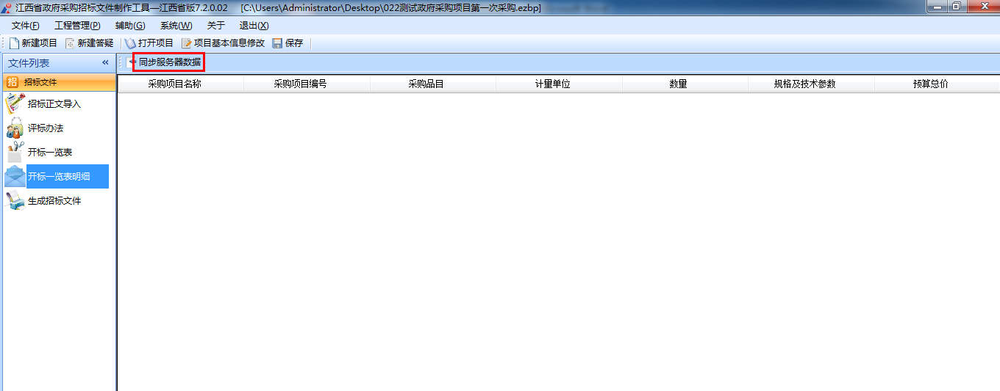 江西省政府采购招标文件制作工具—江西省版7.2.0.02 [C:\Users\Administrator\Desktop\022测试政府采购项目第一次采购.ezbp]
文件(F) 工程管理(P) 辅助(G) 系统(W) 关于 退出(X)
新建项目 新建答疑 打开项目 项目基本信息修改 保存
文件列表 «
同步服务器数据
招 招标文件
采购项目名称 采购项目编号 采购品目 计量单位 数量 规格及技术参数 预算总价
招标正文导入
评标办法
开标一览表
开标一览表明细
生成招标文件